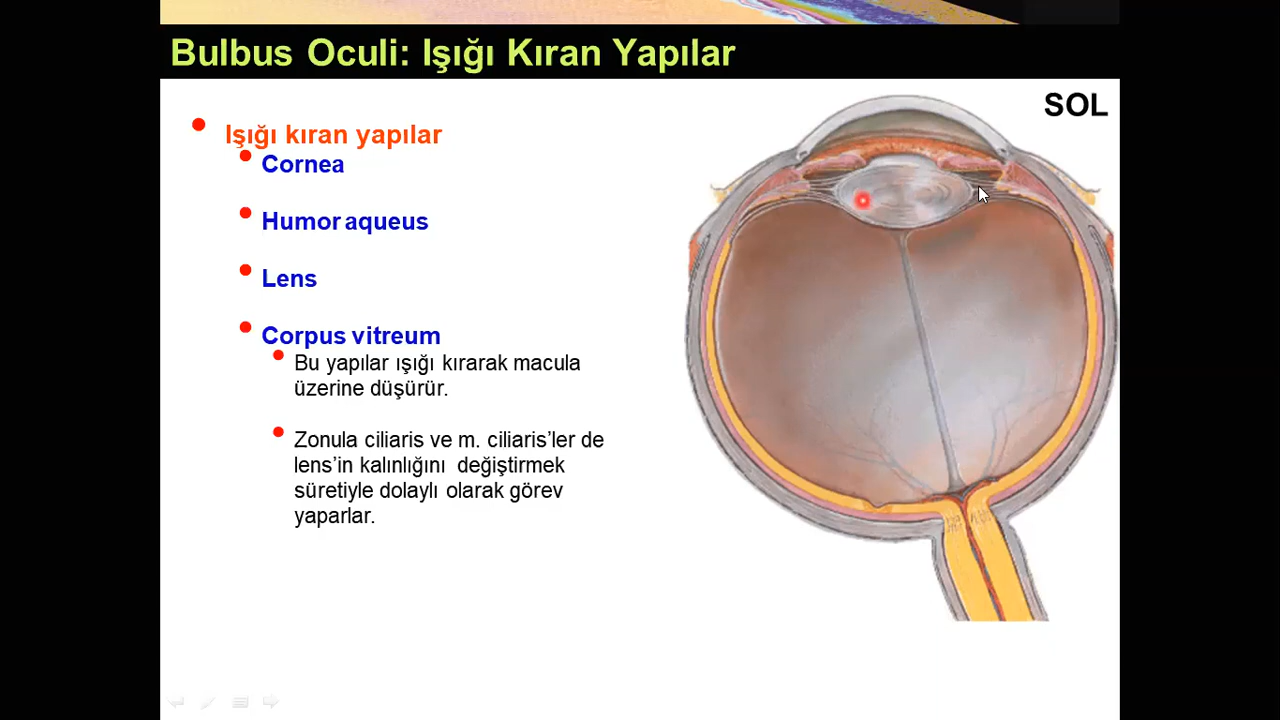 Bulbus Oculi: Işığı Kıran Yapılar
SOL
Işığı kıran yapılar
Cornea
Humor aqueus
Lens
Corpus vitreum
Bu yapılar ışığı kırarak macula
üzerine düşürür.
Zonula ciliaris ve m. ciliaris’ler de
lens’in kalınlığını değiştirmek
süretiyle dolaylı olarak görev
yaparlar.